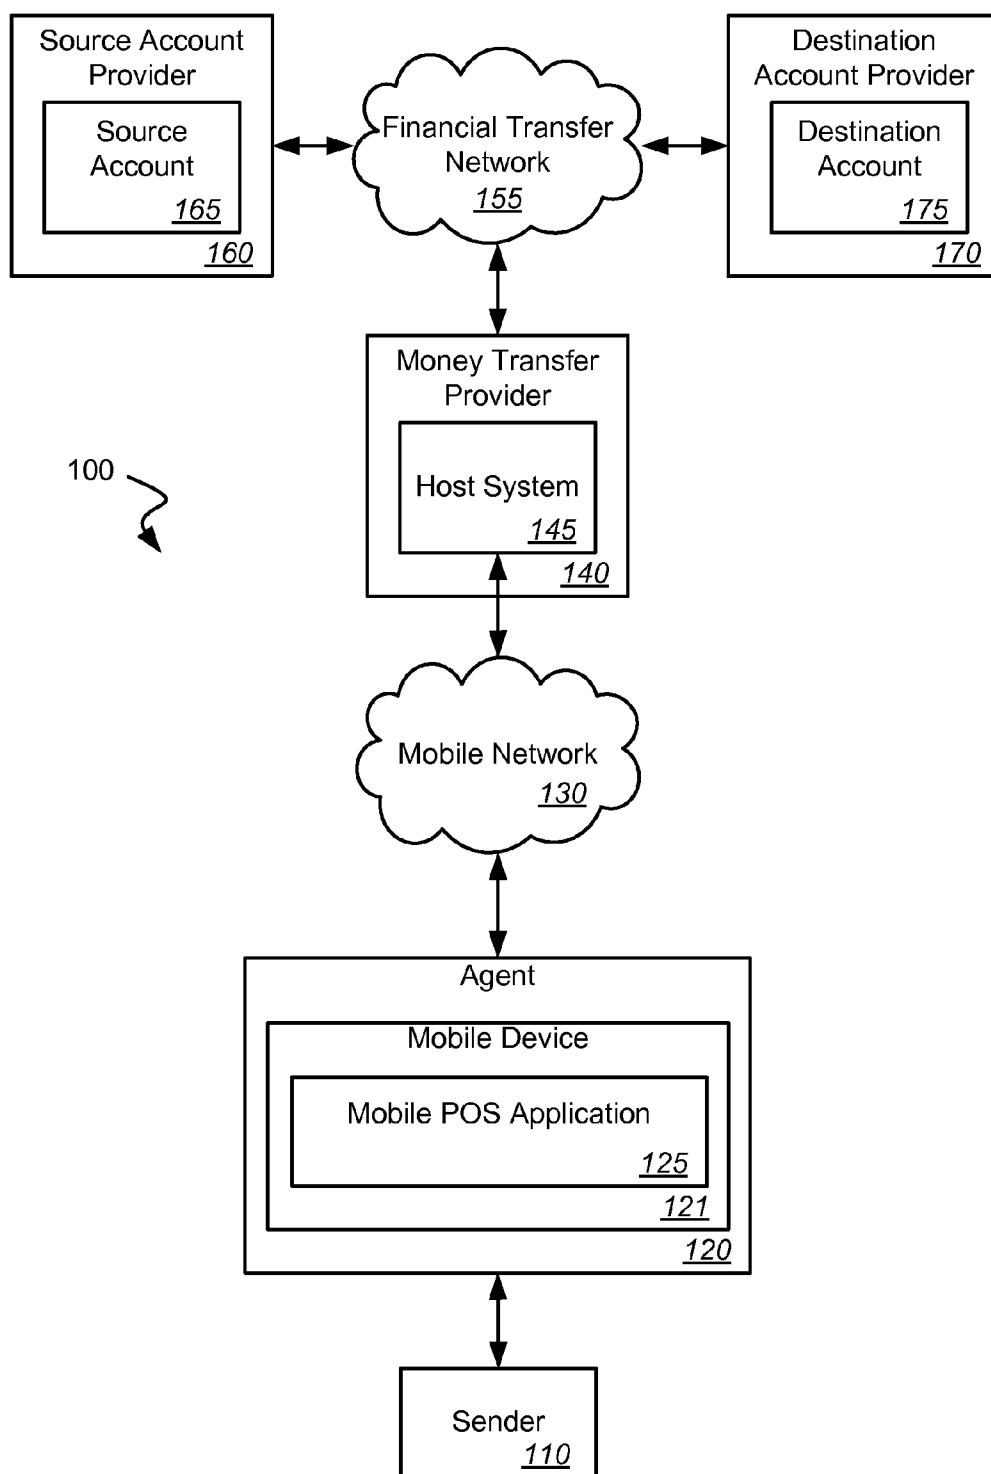 Source Account
Provider
Source
Account
165
160
Financial Transfer
Network
155
Destination
Account Provider
Destination
Account
175
170
Money Transfer
Provider
Host System
145
140
100
Mobile Network
130
Agent
Mobile Device
Mobile POS Application
125
121
120
Sender
110